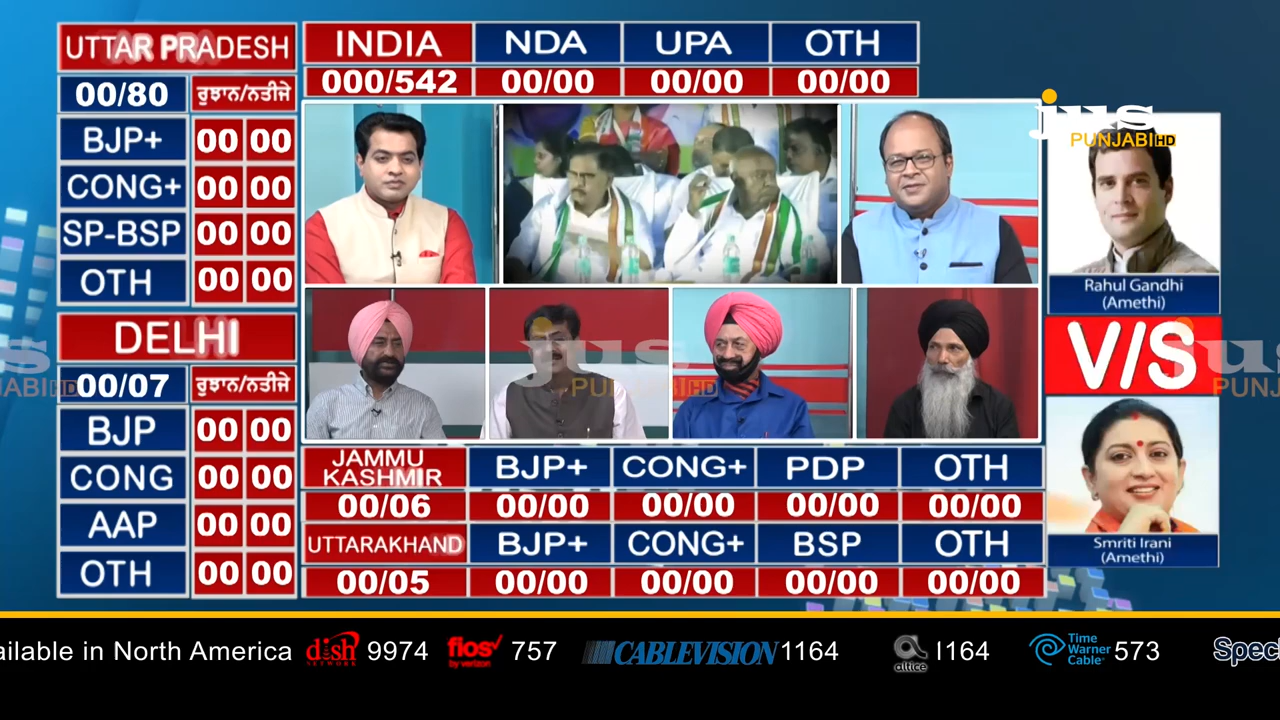 UTTAR PRADESH
00/80 ਰੁਝਾਨ/ਨਤੀਜੇ
BJP+ 00 00
CONG+ 00 00
SP-BSP 00 00
OTH 00 00
DELHI
00/07 ਰੁਝਾਨ/ਨਤੀਜੇ
BJP 00 00
CONG 00 00
AAP 00 00
OTH 00 00
INDIA NDA UPA OTH
000/542 00/00 00/00 00/00
jus
PUNJABI HD
Rahul Gandhi
(Amethi)
V/S
Smriti Irani
(Amethi)
jus
PUNJABI HD
JAMMU
KASHMIR
BJP+ CONG+ PDP OTH
00/06 00/00 00/00 00/00 00/00
UTTARAKHAND BJP+ CONG+ BSP OTH
00/05 00/00 00/00 00/00 00/00
ailable in North America dish NETWORK 9974 fios by verizon 757 CABLEVISION 1164 altice 1164 Time Warner Cable 573 Spec